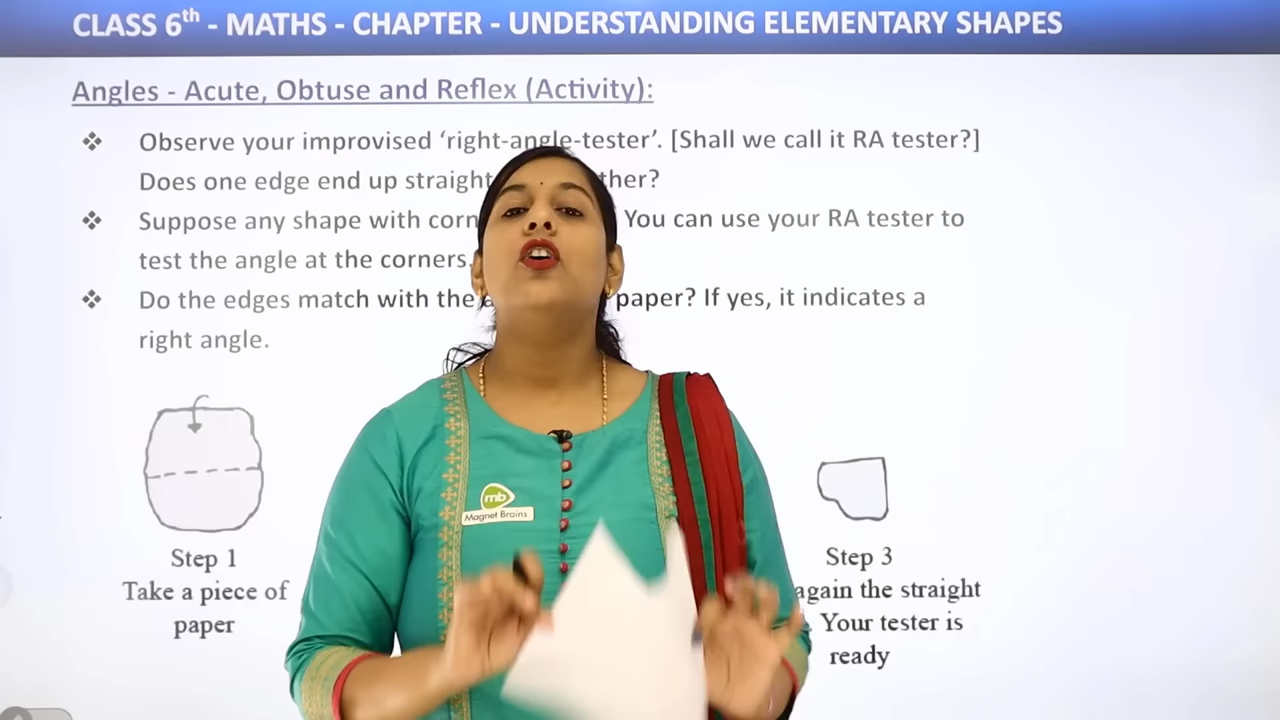 CLASS 6th - MATHS - CHAPTER - UNDERSTANDING ELEMENTARY SHAPES
Angles - Acute, Obtuse and Reflex (Activity):
❖ Observe your improvised ‘right-angle-tester’. [Shall we call it RA tester?]
Does one edge end up straight ther?
❖ Suppose any shape with corn You can use your RA tester to
test the angle at the corners.
❖ Do the edges match with the paper? If yes, it indicates a
right angle.
mb
Magnet Brains
Step 1
Take a piece of
paper
Step 3
again the straight
. Your tester is
ready